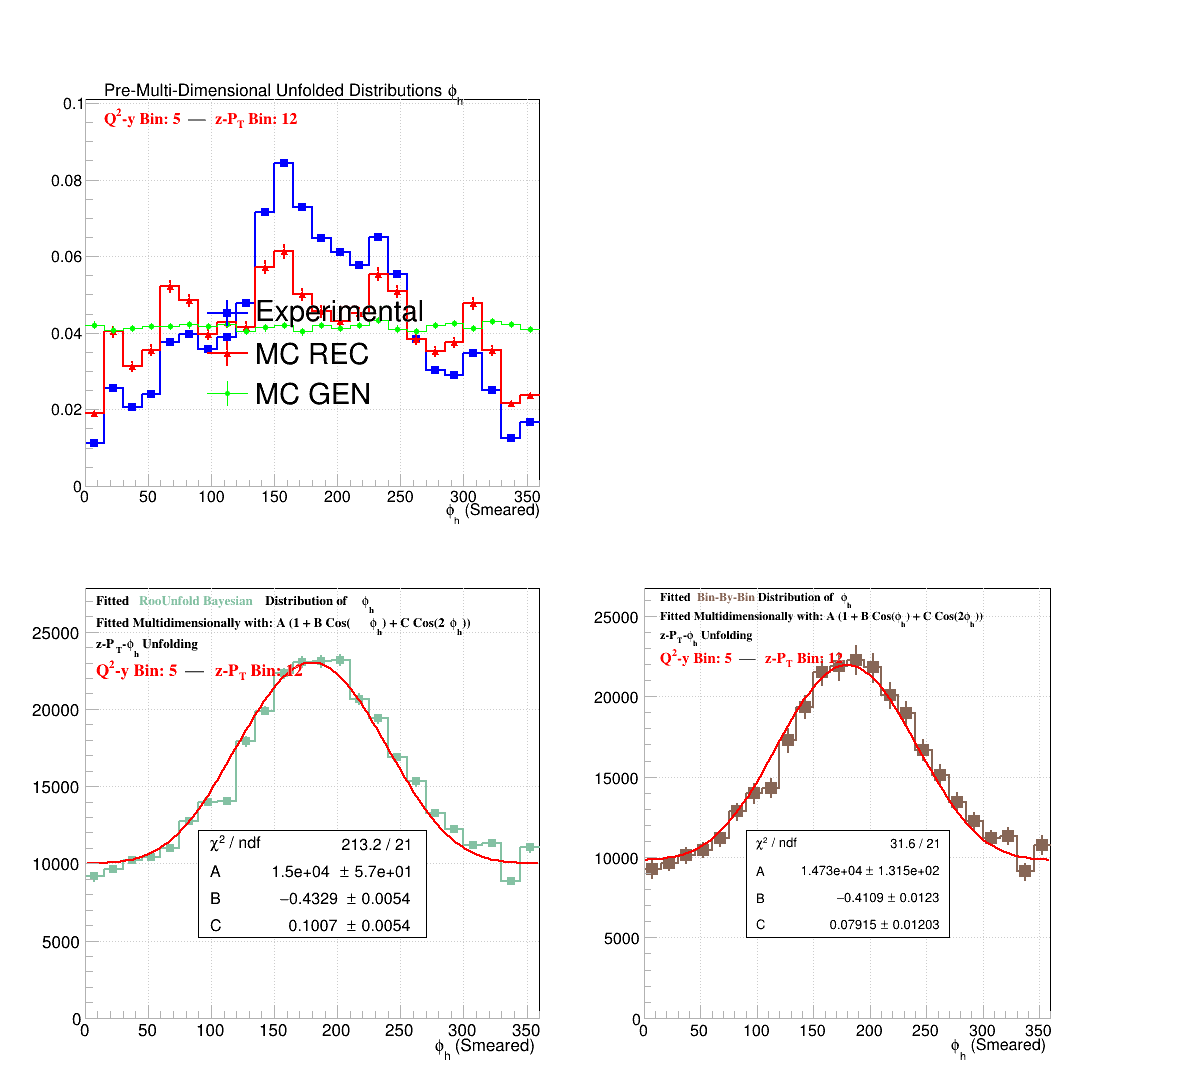 Pre-Multi-Dimensional Unfolded Distributions ϕh
Q2-y Bin: 5 — z-PT Bin: 12
0.1
0.08
0.06
0.04
0.02
0
Experimental
MC REC
MC GEN
0 50 100 150 200 250 300 350
ϕh (Smeared)
Fitted RooUnfold Bayesian Distribution of ϕh
Fitted Multidimensionally with: A (1 + B Cos( ϕh) + C Cos(2 ϕh))
z-PT-ϕh Unfolding
Q2-y Bin: 5 — z-PT Bin: 12
25000
20000
15000
10000
5000
0
χ2 / ndf 213.2 / 21
A 1.5e+04 ± 5.7e+01
B −0.4329 ± 0.0054
C 0.1007 ± 0.0054
0 50 100 150 200 250 300 350
ϕh (Smeared)
Fitted Bin-By-Bin Distribution of ϕh
Fitted Multidimensionally with: A (1 + B Cos(ϕh) + C Cos(2ϕh))
z-PT-ϕh Unfolding
Q2-y Bin: 5 — z-PT Bin: 12
25000
20000
15000
10000
5000
0
χ2 / ndf 31.6 / 21
A 1.473e+04 ± 1.315e+02
B −0.4109 ± 0.0123
C 0.07915 ± 0.01203
0 50 100 150 200 250 300 350
ϕh (Smeared)